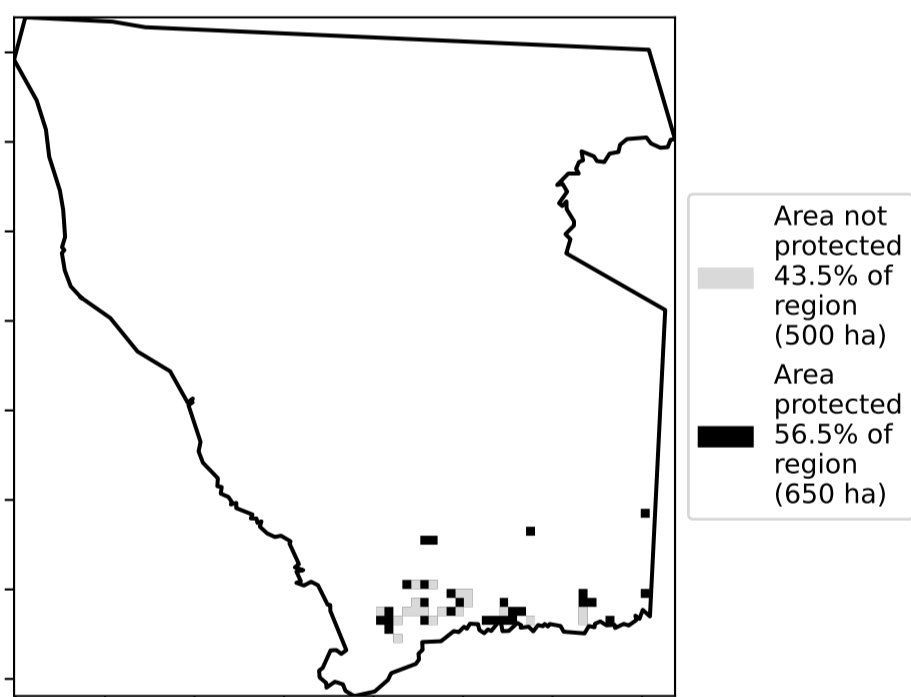 Area not
protected
43.5% of
region
(500 ha)
Area
protected
56.5% of
region
(650 ha)